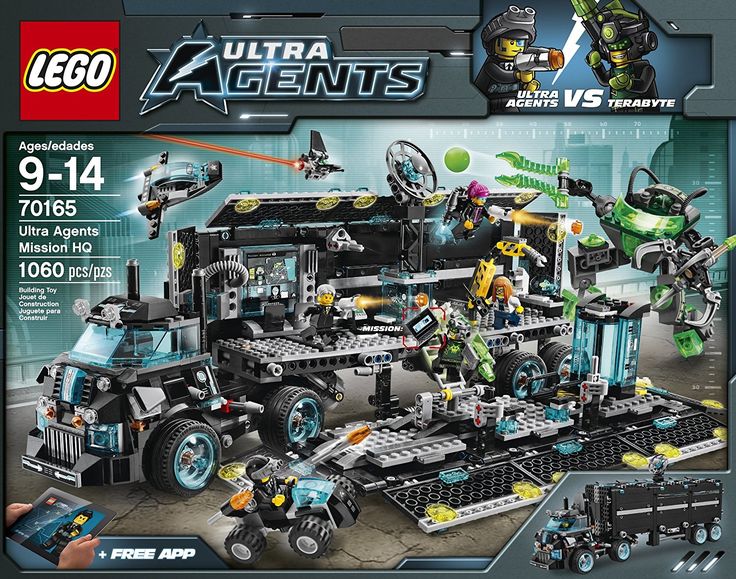 LEGO
ULTRA
AGENTS
ULTRA
AGENTS VS TERABYTE
Ages/edades
9-14
70165
Ultra Agents
Mission HQ
1060 pcs/pzs
Building Toy
Jouet de
Construction
Juguete para
Construir
MISSION:
+ FREE APP